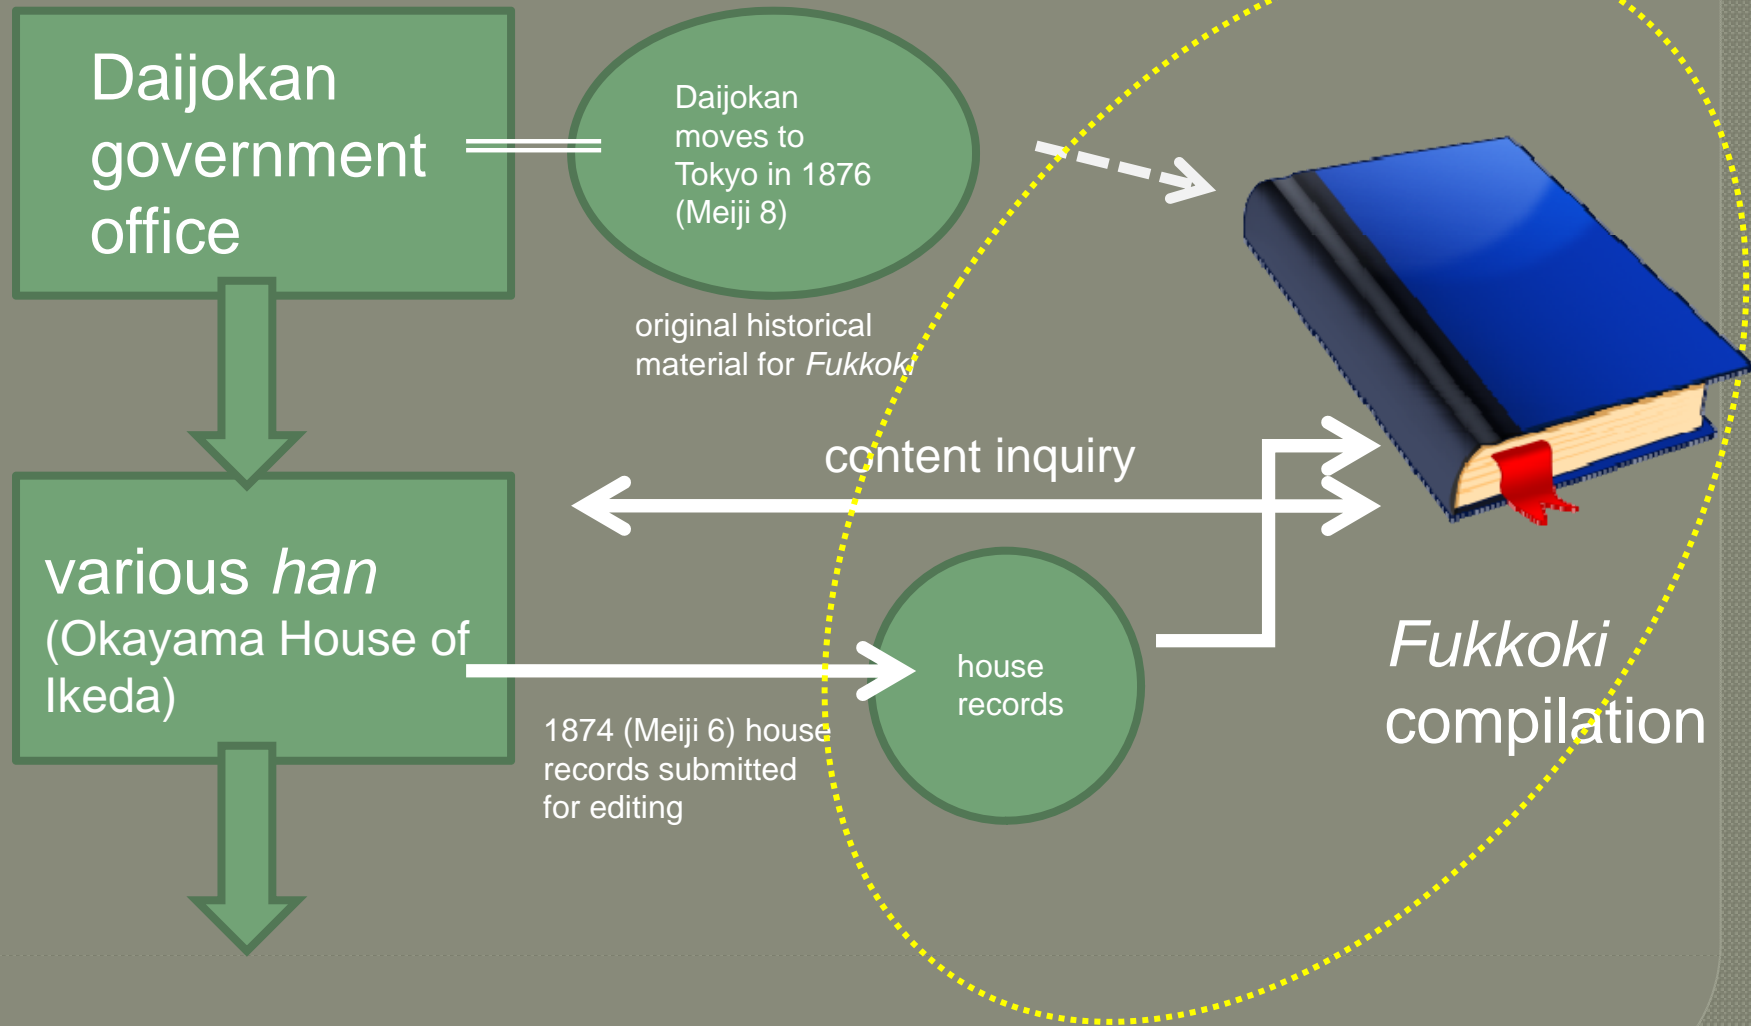 Daijokan
government
office
Daijokan
moves to
Tokyo in 1876
(Meiji 8)
original historical
material for Fukkoki
content inquiry
various han
(Okayama House of
Ikeda)
1874 (Meiji 6) house
records submitted
for editing
house
records
Fukkoki
compilation